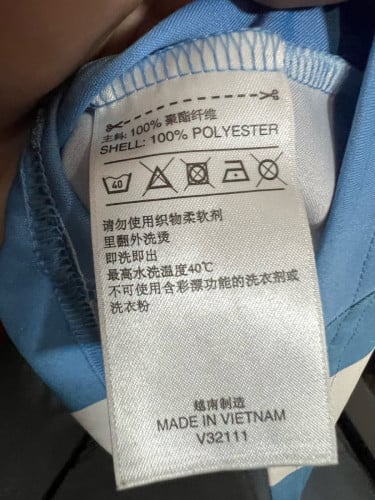 主料: 100% 聚酯纤维
SHELL: 100% POLYESTER
40
请勿使用织物柔软剂
里翻外洗烫
即洗即出
最高水洗温度40℃
不可使用含彩漂功能的洗衣剂或
洗衣粉
越南制造
MADE IN VIETNAM
V32111